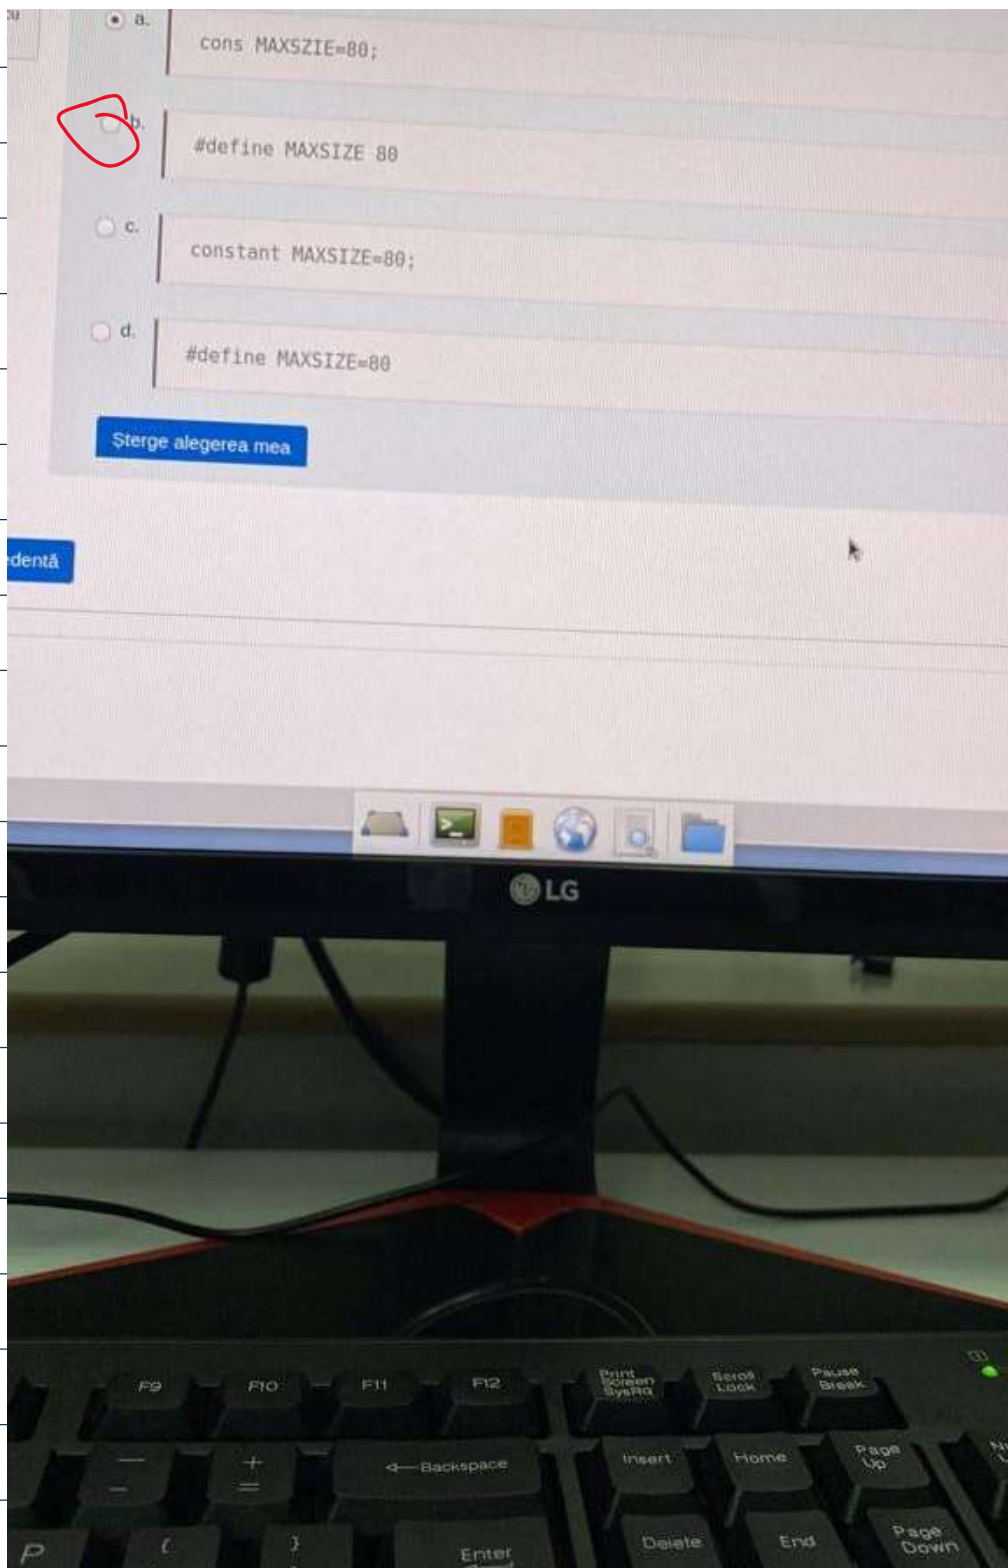 a.
cons MAXSZIE=80;
b.
#define MAXSIZE 80
c.
constant MAXSIZE=80;
d.
#define MAXSIZE=80
Șterge alegerea mea
dentă
LG
F9 F10 F11 F12 Print Screen SysRq Scroll Lock Pause Break
Backspace Insert Home Page Up
P { } Enter Delete End Page Down